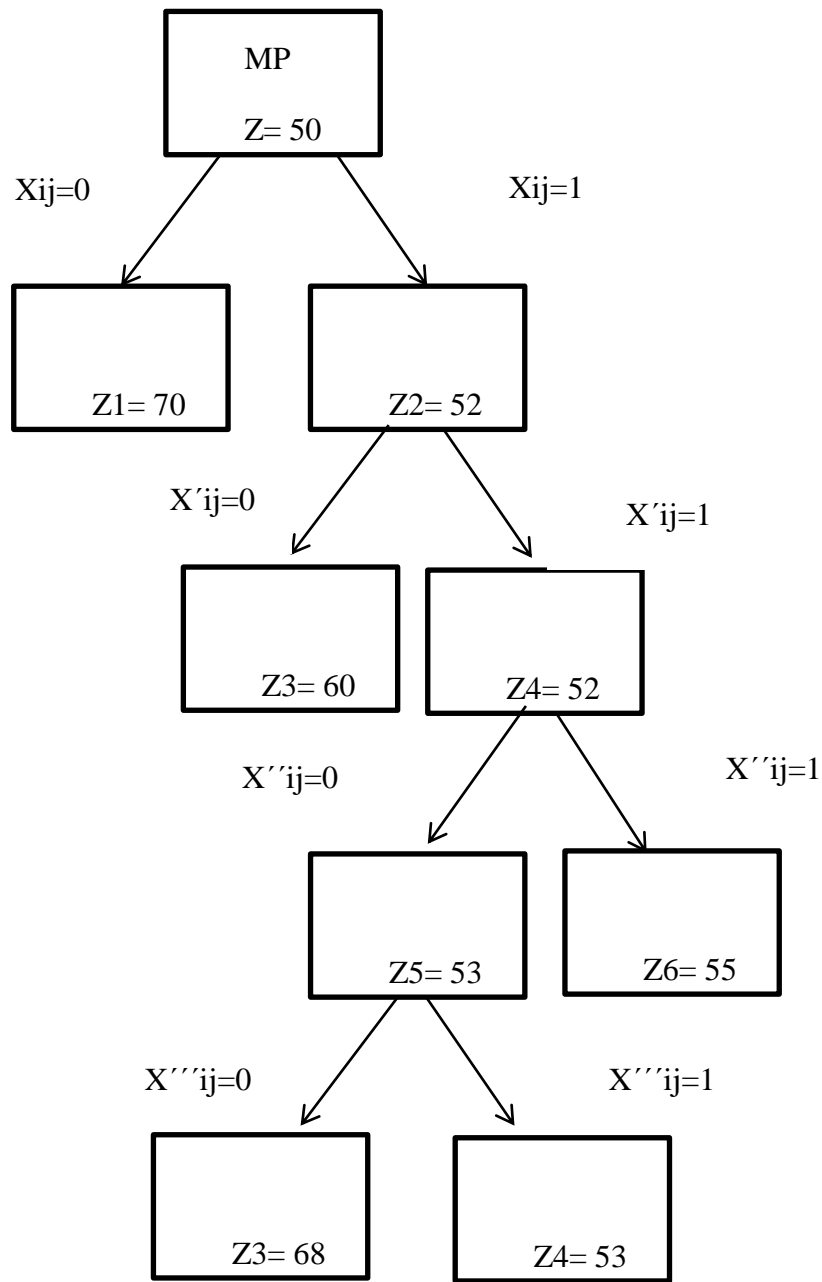 MP
Z= 50
Xij=0
Xij=1
Z1= 70
Z2= 52
X´ij=0
X´ij=1
Z3= 60
Z4= 52
X´´ij=0
X´´ij=1
Z5= 53
Z6= 55
X´´´ij=0
X´´´ij=1
Z3= 68
Z4= 53